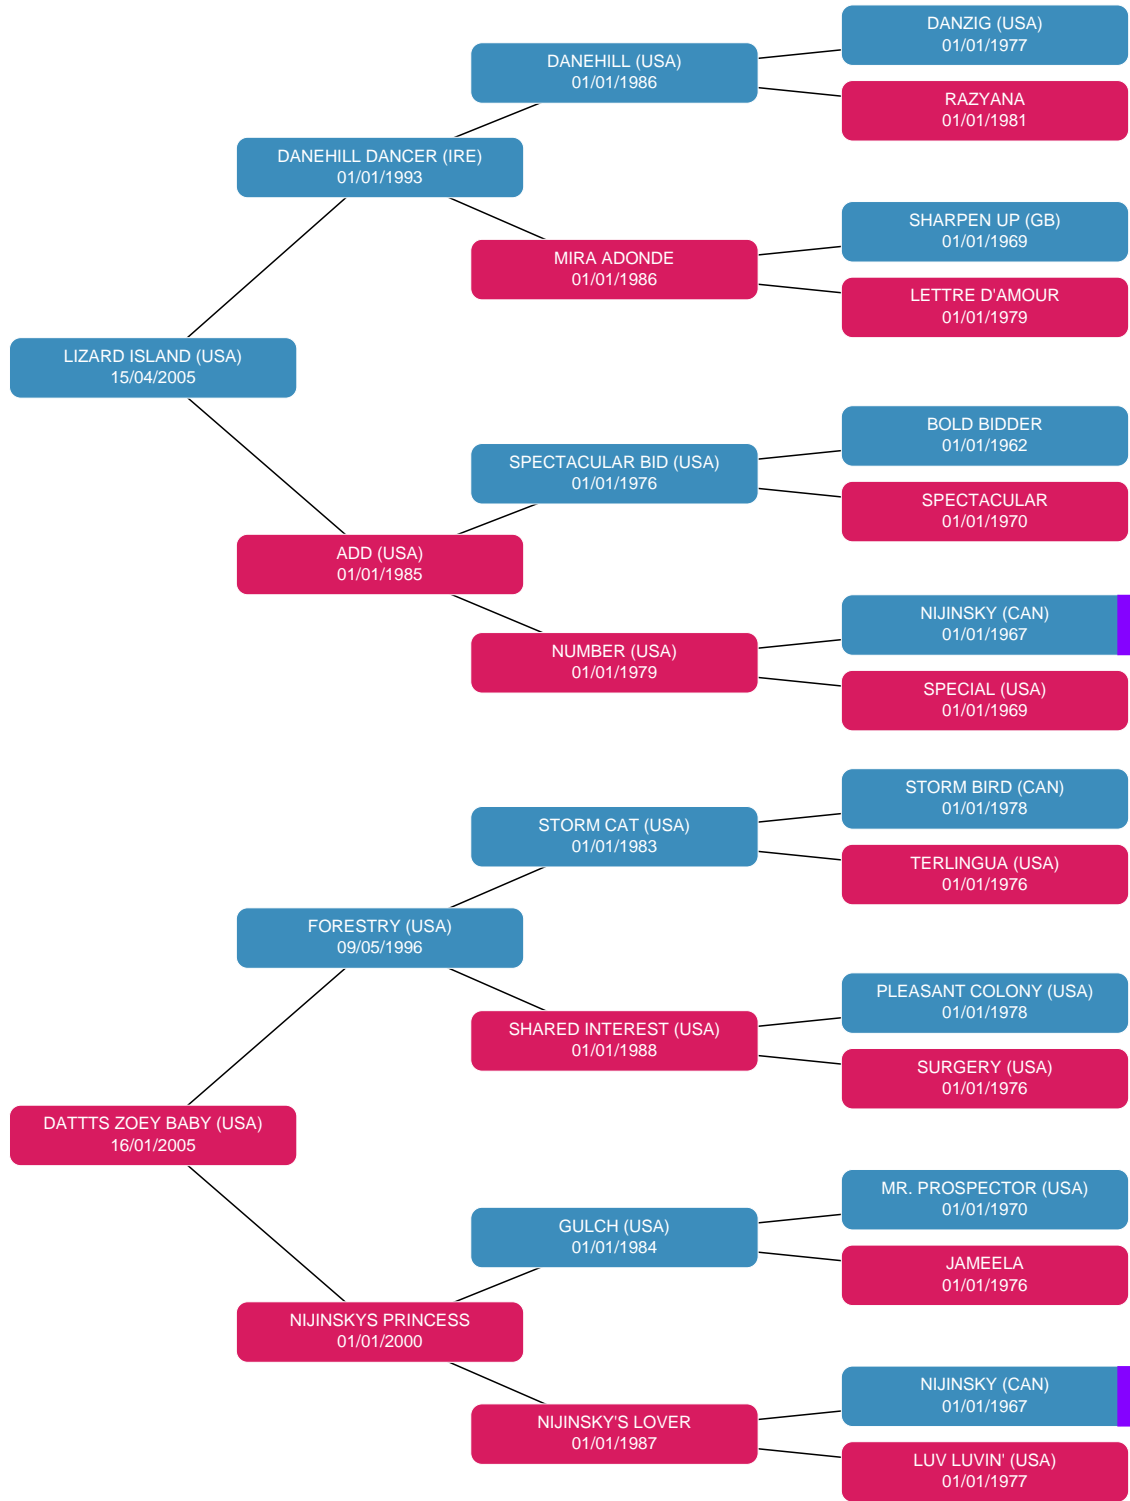 DANZIG (USA)
01/01/1977
DANEHILL (USA)
01/01/1986
RAZYANA
01/01/1981
DANEHILL DANCER (IRE)
01/01/1993
SHARPEN UP (GB)
01/01/1969
MIRA ADONDE
01/01/1986
LETTRE D'AMOUR
01/01/1979
LIZARD ISLAND (USA)
15/04/2005
BOLD BIDDER
01/01/1962
SPECTACULAR BID (USA)
01/01/1976
SPECTACULAR
01/01/1970
ADD (USA)
01/01/1985
NIJINSKY (CAN)
01/01/1967
NUMBER (USA)
01/01/1979
SPECIAL (USA)
01/01/1969
STORM BIRD (CAN)
01/01/1978
STORM CAT (USA)
01/01/1983
TERLINGUA (USA)
01/01/1976
FORESTRY (USA)
09/05/1996
PLEASANT COLONY (USA)
01/01/1978
SHARED INTEREST (USA)
01/01/1988
SURGERY (USA)
01/01/1976
DATTTS ZOEY BABY (USA)
16/01/2005
MR. PROSPECTOR (USA)
01/01/1970
GULCH (USA)
01/01/1984
JAMEELA
01/01/1976
NIJINSKYS PRINCESS
01/01/2000
NIJINSKY (CAN)
01/01/1967
NIJINSKY'S LOVER
01/01/1987
LUV LUVIN' (USA)
01/01/1977